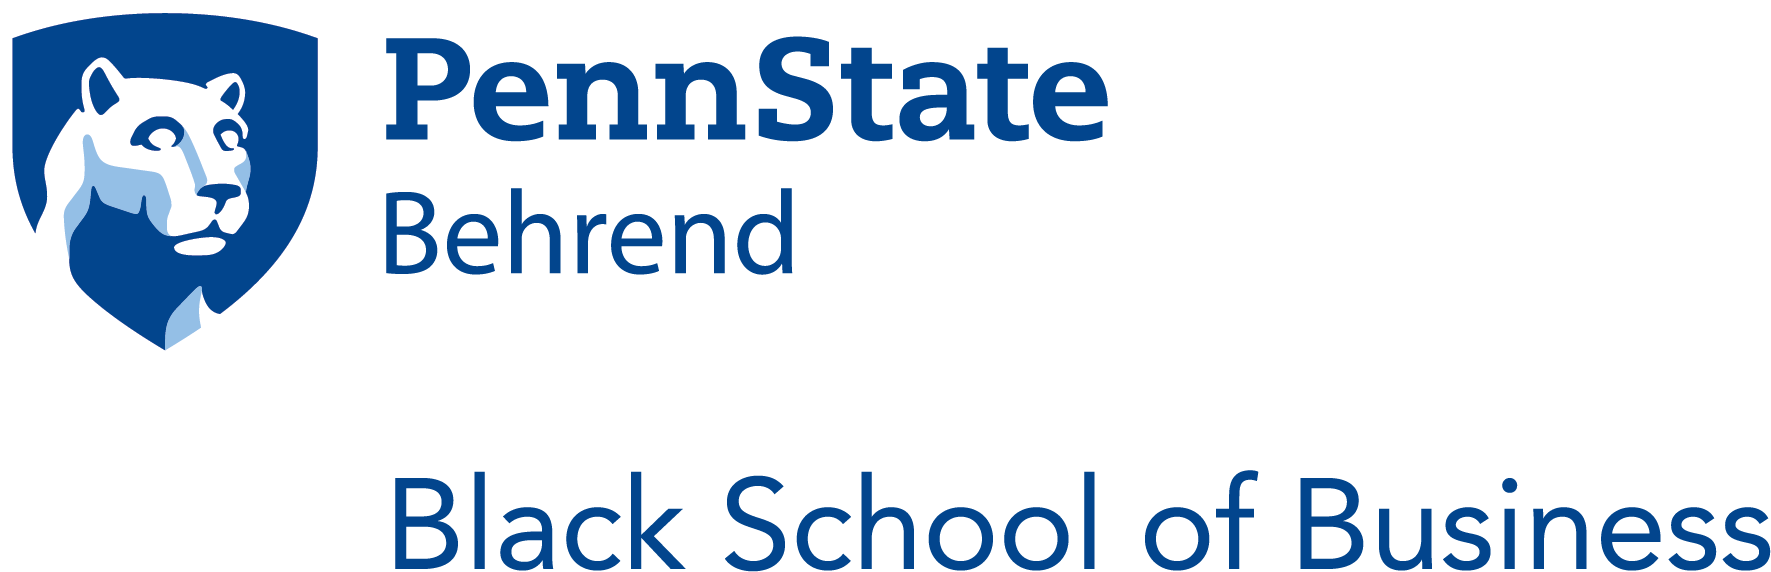 PennState
Behrend
Black School of Business